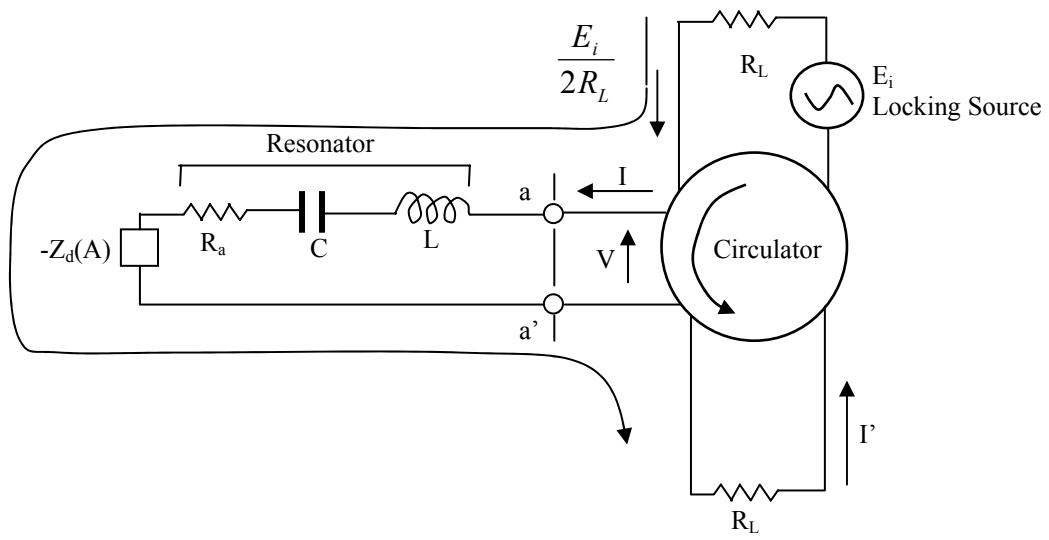 E_i
2R_L
R_L
E_i
Locking Source
Resonator
a
I
-Z_d(A)
R_a
C
L
V
Circulator
a’
I’
R_L